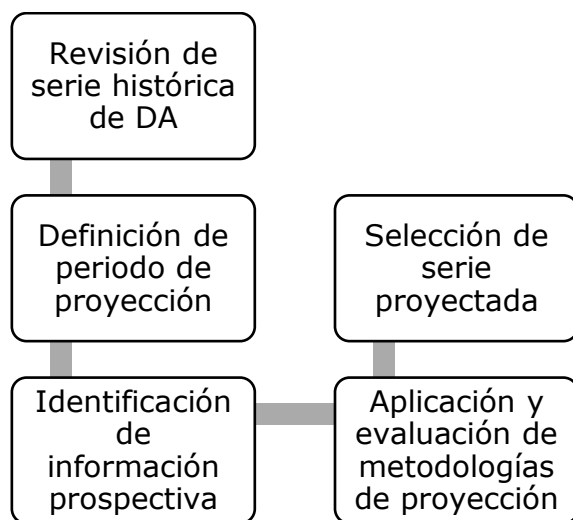 Revisión de
serie histórica
de DA
Definición de
periodo de
proyección
Identificación
de
información
prospectiva
Aplicación y
evaluación de
metodologías
de proyección
Selección de
serie
proyectada